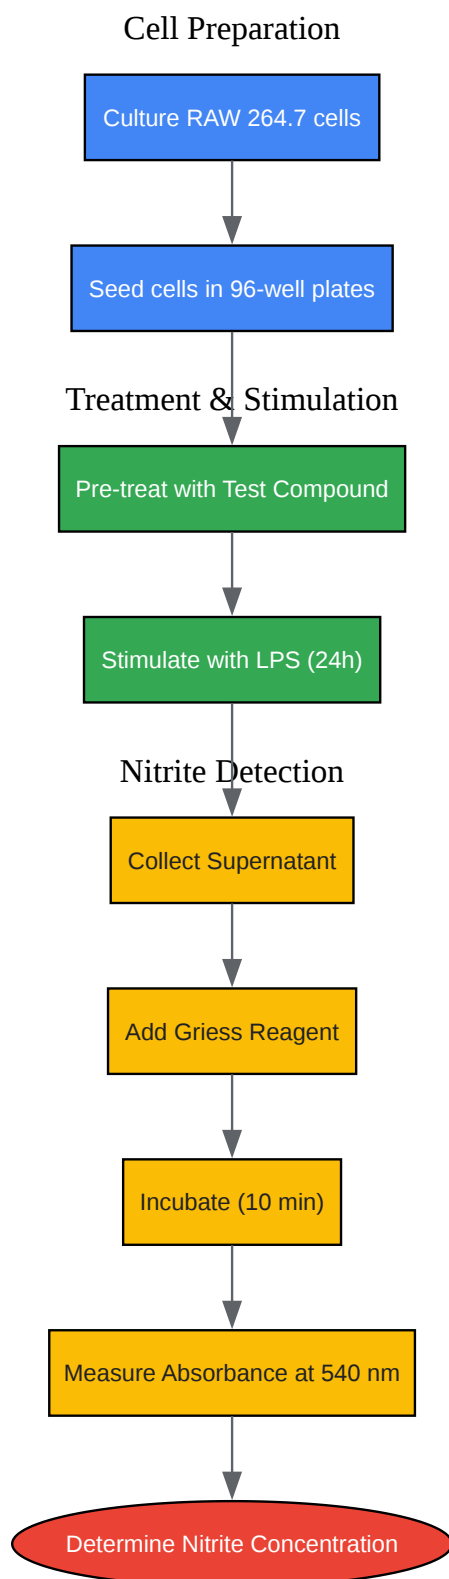 Cell Preparation
Culture RAW 264.7 cells
Seed cells in 96-well plates
Treatment & Stimulation
Pre-treat with Test Compound
Stimulate with LPS (24h)
Nitrite Detection
Collect Supernatant
Add Griess Reagent
Incubate (10 min)
Measure Absorbance at 540 nm
Determine Nitrite Concentration